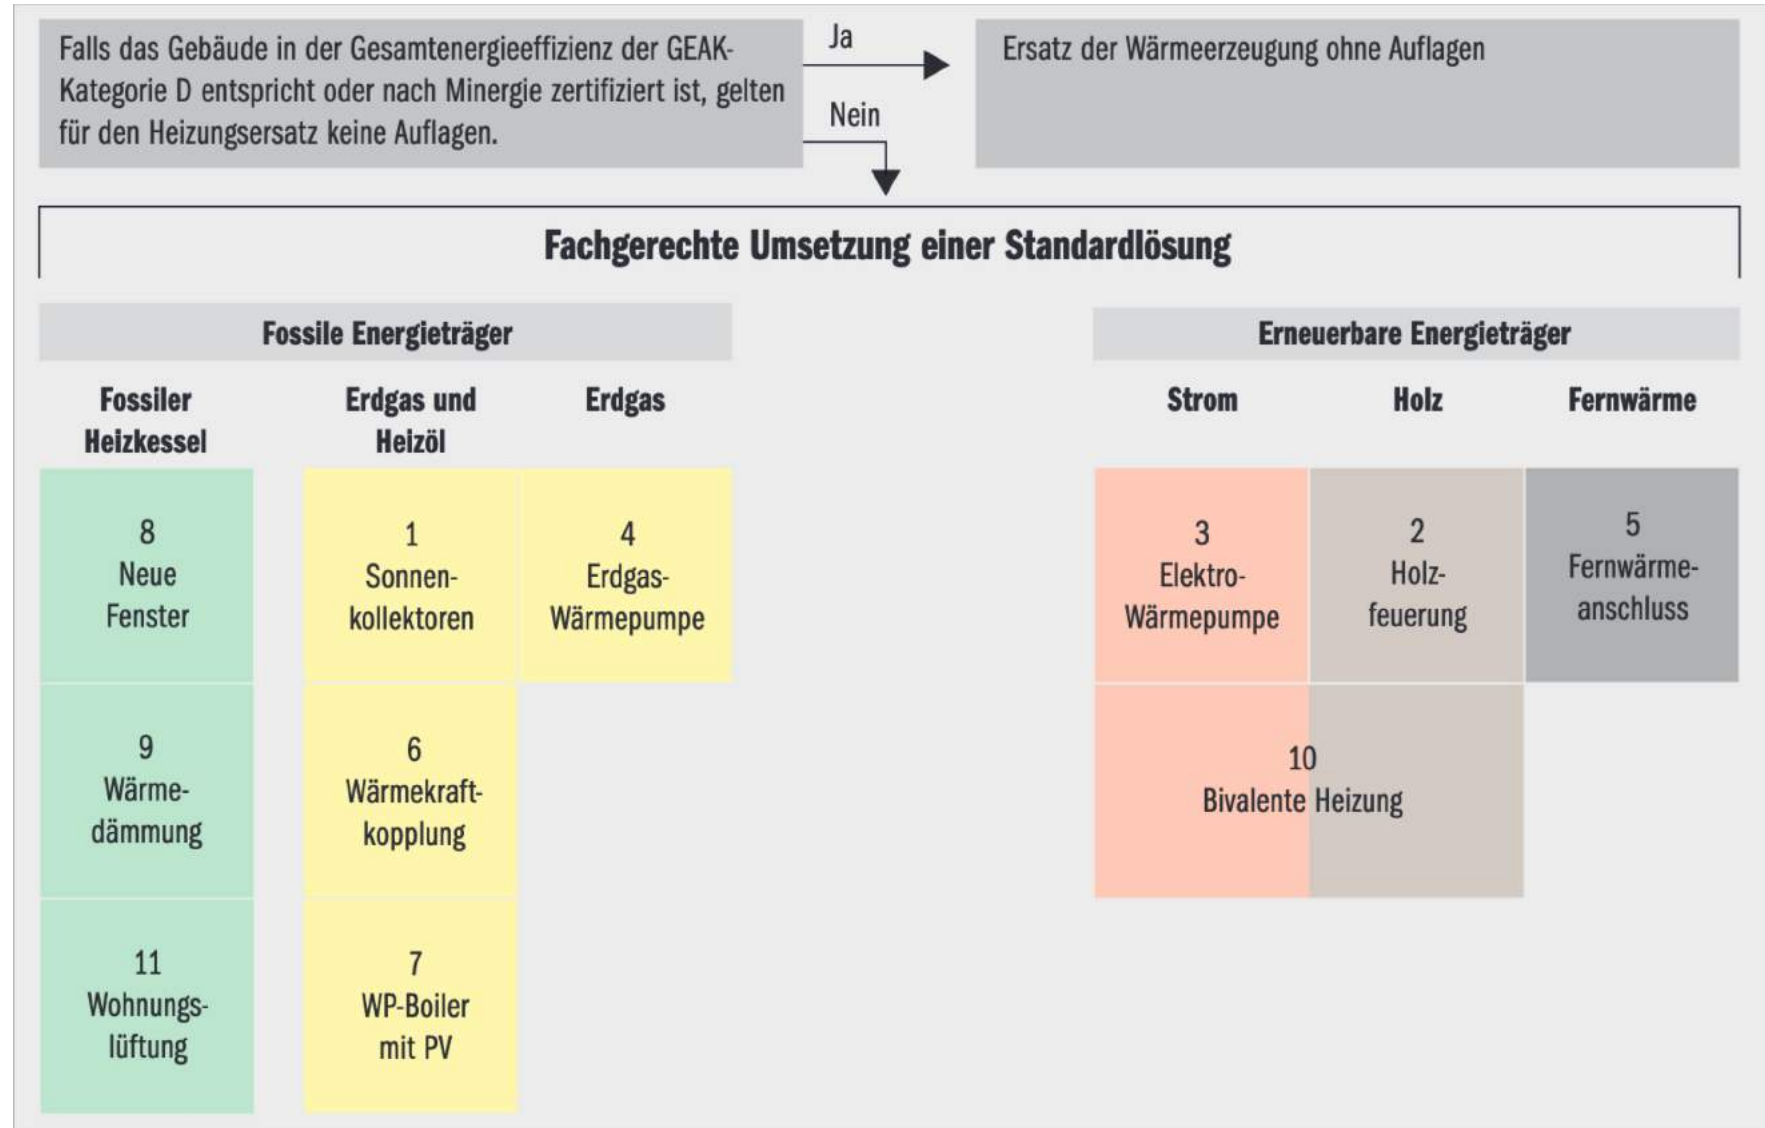 Falls das Gebäude in der Gesamtenergieeffizienz der GEAK-
Kategorie D entspricht oder nach Minergie zertifiziert ist, gelten
für den Heizungsersatz keine Auflagen.
Ja
Nein
Ersatz der Wärmeerzeugung ohne Auflagen
Fachgerechte Umsetzung einer Standardlösung
Fossile Energieträger
Fossiler
Heizkessel
Erdgas und
Heizöl
Erdgas
8
Neue
Fenster
1
Sonnen-
kollektoren
4
Erdgas-
Wärmepumpe
9
Wärme-
dämmung
6
Wärmekraft-
kopplung
11
Wohnungs-
lüftung
7
WP-Boiler
mit PV
Erneuerbare Energieträger
Strom
Holz
Fernwärme
3
Elektro-
Wärmepumpe
2
Holz-
feuerung
5
Fernwärme-
anschluss
10
Bivalente Heizung